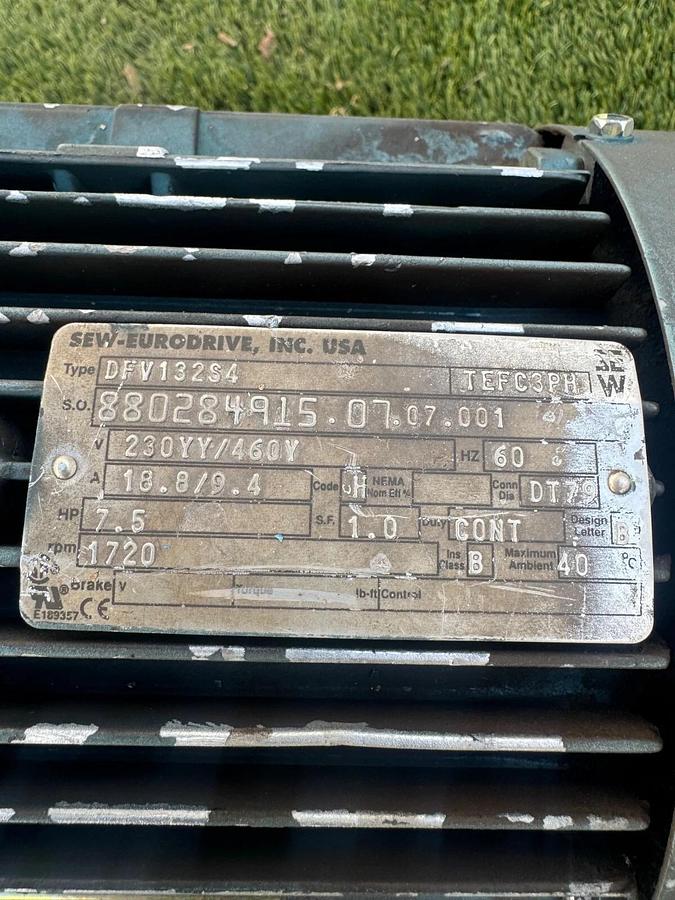 SEW-EURODRIVE, INC. USA
Type DFV132S4 TEFC3PH SEW
S.O. 880284915.07.07.001
V 230YY/460Y HZ 60
A 18.8/9.4 Code H NEMA Nom Eff % Conn Dia DT79
HP 7.5 S.F. 1.0 Duty CONT Design Letter B
rpm 1720 Ins Class B Maximum Ambient 40 °C
Brake V Torque lb-ft Control
E189357 CE